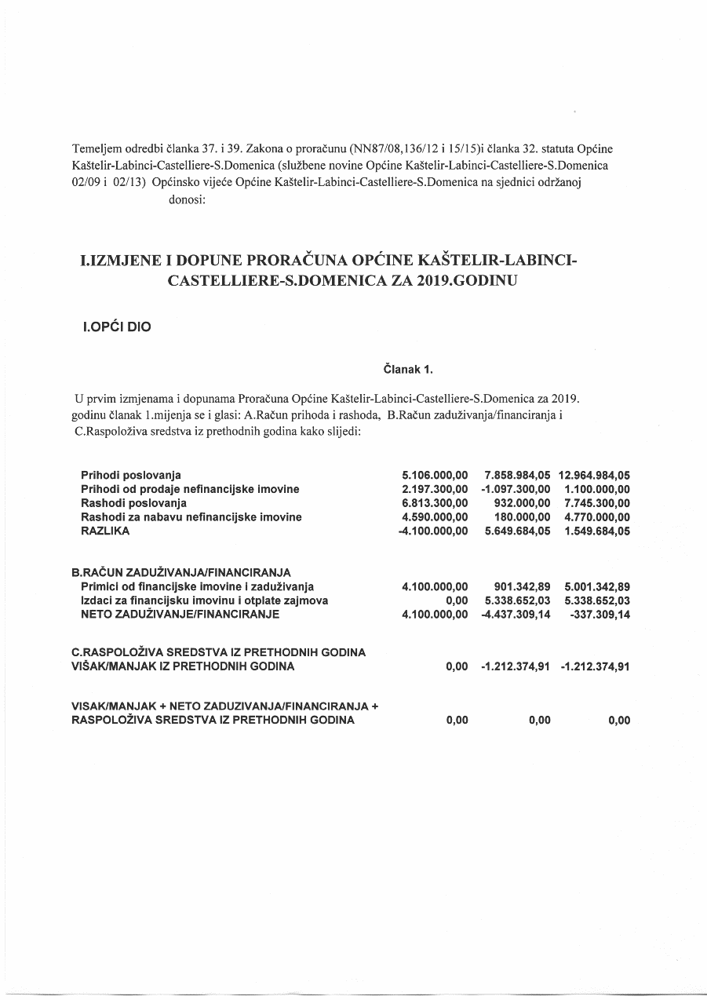 Temeljem odredbi članka 37. i 39. Zakona o proračunu (NN87/08,136/12 i 15/15)i članka 32. statuta Općine
Kaštelir-Labinci-Castelliere-S.Domenica (službene novine Općine Kaštelir-Labinci-Castelliere-S.Domenica
02/09 i 02/13) Općinsko vijeće Općine Kaštelir-Labinci-Castelliere-S.Domenica na sjednici održanoj
donosi:
I.IZMJENE I DOPUNE PRORAČUNA OPĆINE KAŠTELIR-LABINCI-
CASTELLIERE-S.DOMENICA ZA 2019.GODINU
I.OPĆI DIO
Članak 1.
U prvim izmjenama i dopunama Proračuna Općine Kaštelir-Labinci-Castelliere-S.Domenica za 2019.
godinu članak 1.mijenja se i glasi: A.Račun prihoda i rashoda, B.Račun zaduživanja/financiranja i
C.Raspoloživa sredstva iz prethodnih godina kako slijedi:
Prihodi poslovanja 5.106.000,00 7.858.984,05 12.964.984,05
Prihodi od prodaje nefinancijske imovine 2.197.300,00 -1.097.300,00 1.100.000,00
Rashodi poslovanja 6.813.300,00 932.000,00 7.745.300,00
Rashodi za nabavu nefinancijske imovine 4.590.000,00 180.000,00 4.770.000,00
RAZLIKA -4.100.000,00 5.649.684,05 1.549.684,05
B.RAČUN ZADUŽIVANJA/FINANCIRANJA
Primici od financijske imovine i zaduživanja 4.100.000,00 901.342,89 5.001.342,89
Izdaci za financijsku imovinu i otplate zajmova 0,00 5.338.652,03 5.338.652,03
NETO ZADUŽIVANJE/FINANCIRANJE 4.100.000,00 -4.437.309,14 -337.309,14
C.RASPOLOŽIVA SREDSTVA IZ PRETHODNIH GODINA
VIŠAK/MANJAK IZ PRETHODNIH GODINA 0,00 -1.212.374,91 -1.212.374,91
VISAK/MANJAK + NETO ZADUZIVANJA/FINANCIRANJA +
RASPOLOŽIVA SREDSTVA IZ PRETHODNIH GODINA 0,00 0,00 0,00